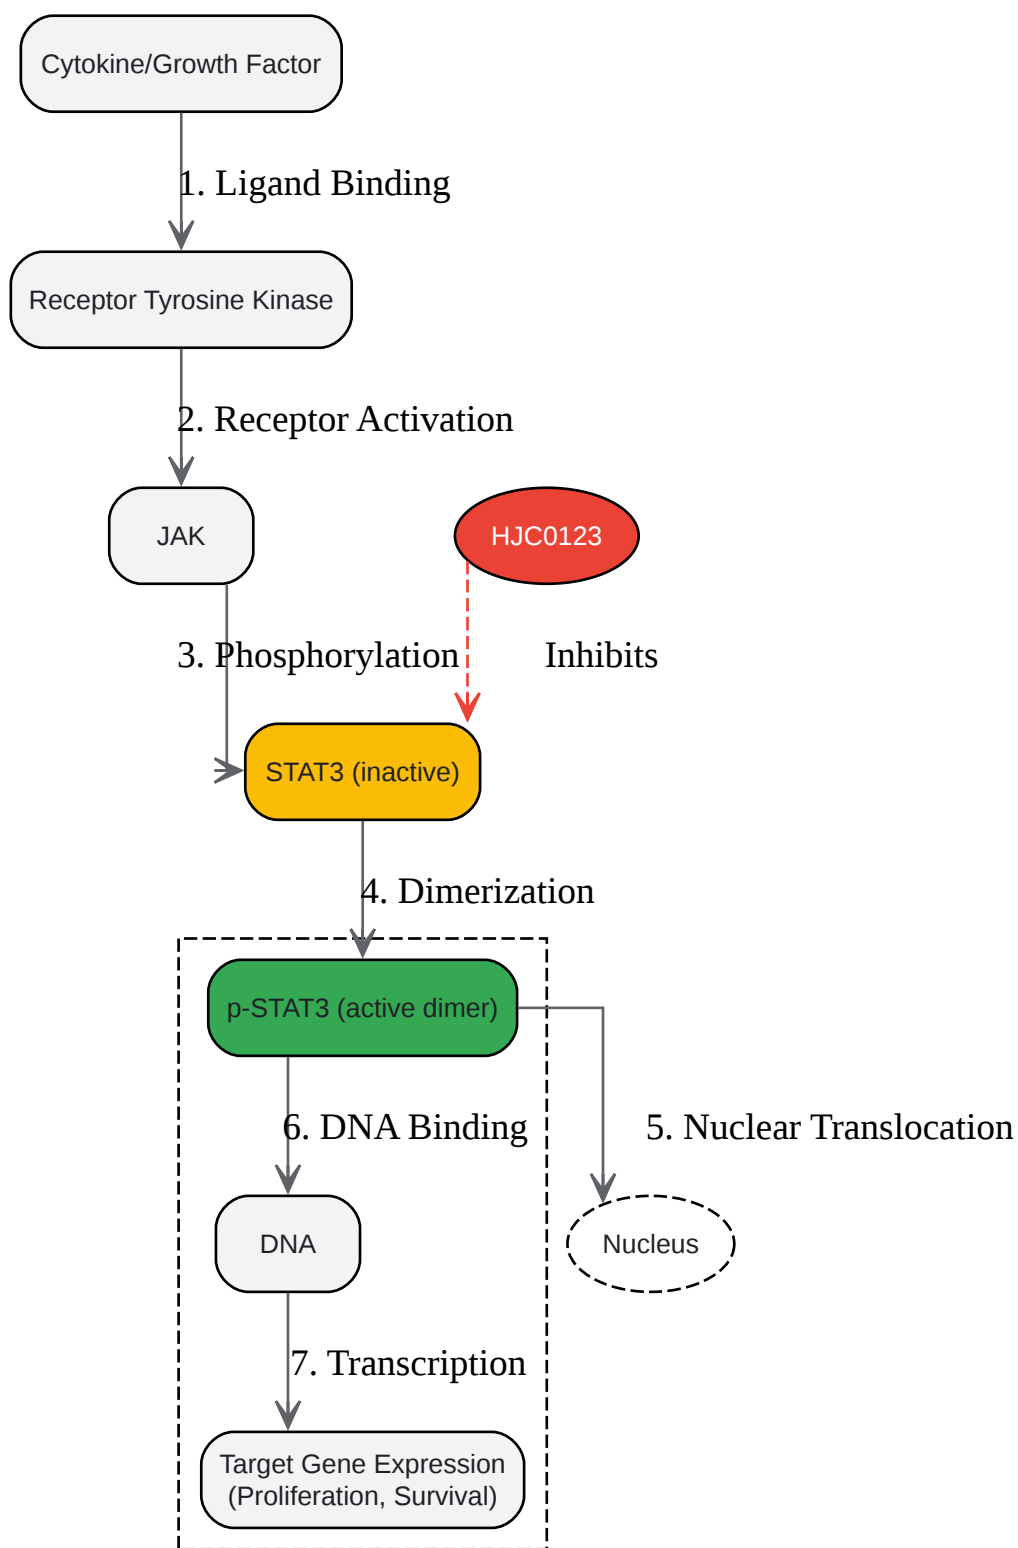 Cytokine/Growth Factor
1. Ligand Binding
Receptor Tyrosine Kinase
2. Receptor Activation
JAK
HJC0123
3. Phosphorylation
Inhibits
STAT3 (inactive)
4. Dimerization
p-STAT3 (active dimer)
6. DNA Binding
5. Nuclear Translocation
DNA
Nucleus
7. Transcription
Target Gene Expression
(Proliferation, Survival)